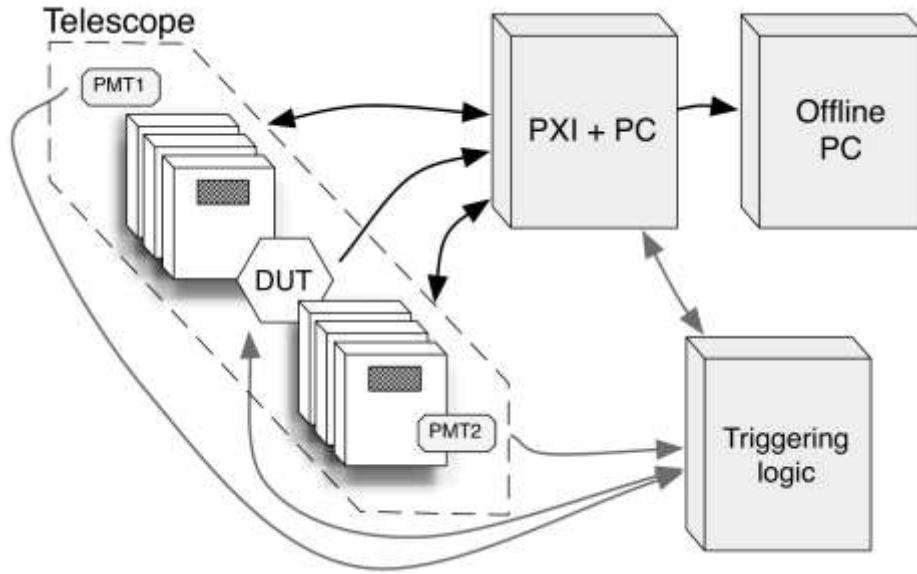 Telescope
PMT1
PXI + PC
Offline
PC
DUT
PMT2
Triggering
logic